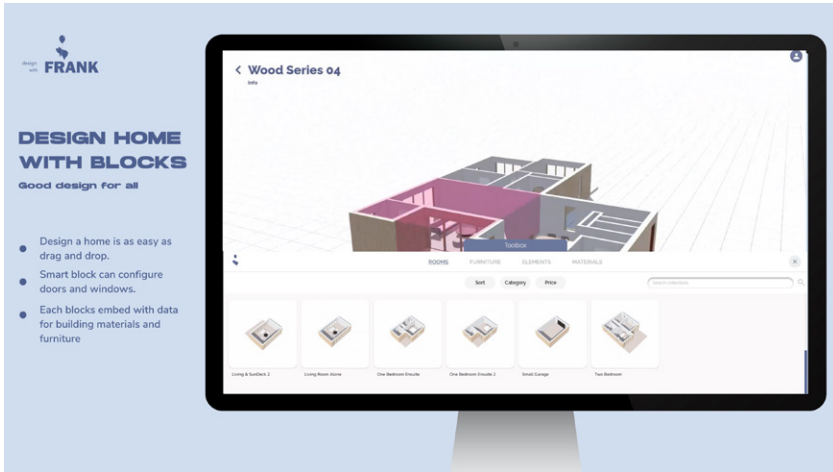 design
with
FRANK
DESIGN HOME
WITH BLOCKS
Good design for all
Design a home is as easy as
drag and drop.
Smart block can configure
doors and windows.
Each blocks embed with data
for building materials and
furniture
Wood Series 04
Info
Toolbox
ROOMS FURNITURE ELEMENTS MATERIALS
Sort Category Price
Search collections
Living & SunDeck 2 Living Room Alone One Bedroom Ensuite One Bedroom Ensuite 2 Small Garage Two Bedroom